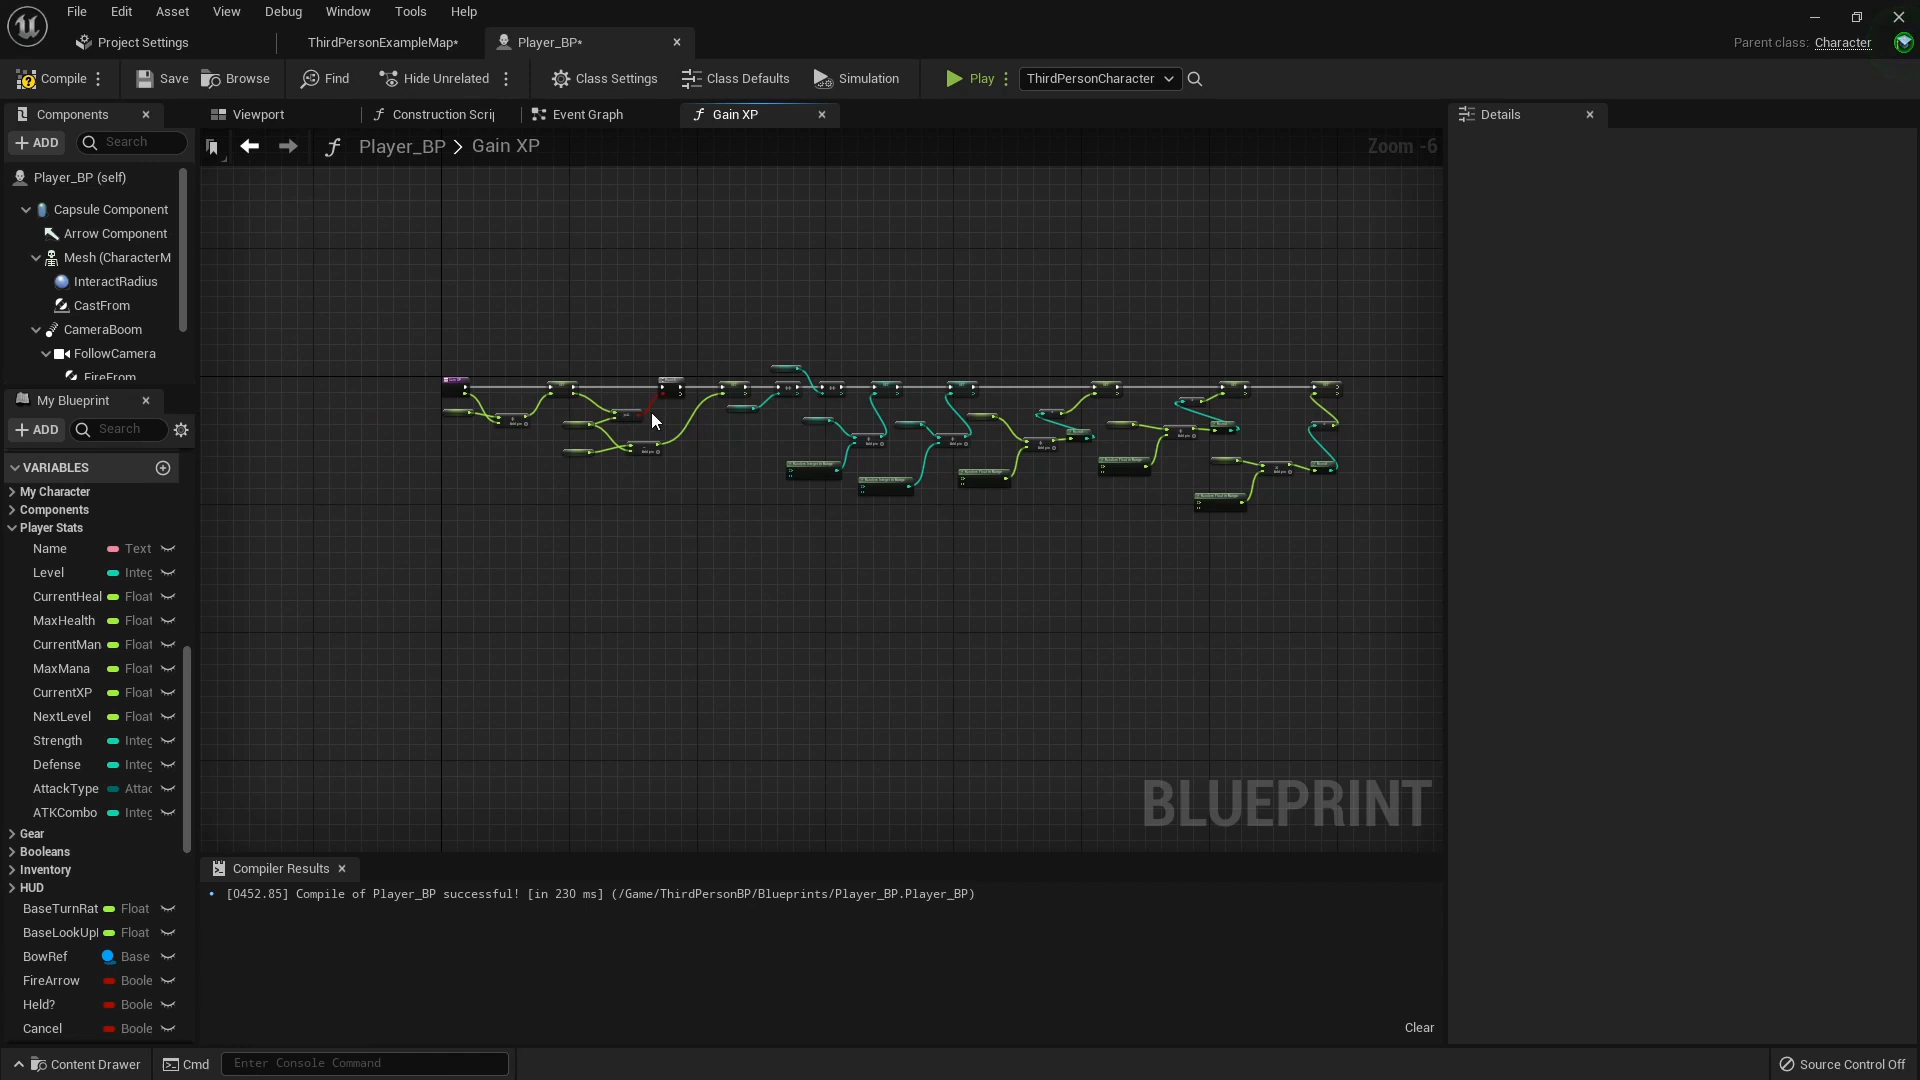 File Edit Asset View Debug Window Tools Help
Project Settings
ThirdPersonExampleMap*
Player_BP*
Parent class: Character
Compile
Save
Browse
Find
Hide Unrelated
Class Settings
Class Defaults
Simulation
Play
ThirdPersonCharacter
Components
Viewport
Construction Scrip
Event Graph
Gain XP
Details
ADD
Search
Player_BP > Gain XP
Zoom -6
Player_BP (self)
Capsule Component
Arrow Component
Mesh (CharacterM
InteractRadius
CastFrom
CameraBoom
FollowCamera
FireFrom
My Blueprint
ADD
Search
VARIABLES
My Character
Components
Player Stats
Name Text
Level Integ
CurrentHeal Float
MaxHealth Float
CurrentMan Float
MaxMana Float
CurrentXP Float
NextLevel Float
Strength Integ
Defense Integ
AttackType Attac
ATKCombo Integ
Gear
Booleans
Inventory
HUD
BaseTurnRat Float
BaseLookUpl Float
BowRef Base
FireArrow Boole
Held? Boole
Cancel Boole
BLUEPRINT
Compiler Results
[0452.85] Compile of Player_BP successful! [in 230 ms] (/Game/ThirdPersonBP/Blueprints/Player_BP.Player_BP)
Clear
Content Drawer
Cmd
Enter Console Command
Source Control Off